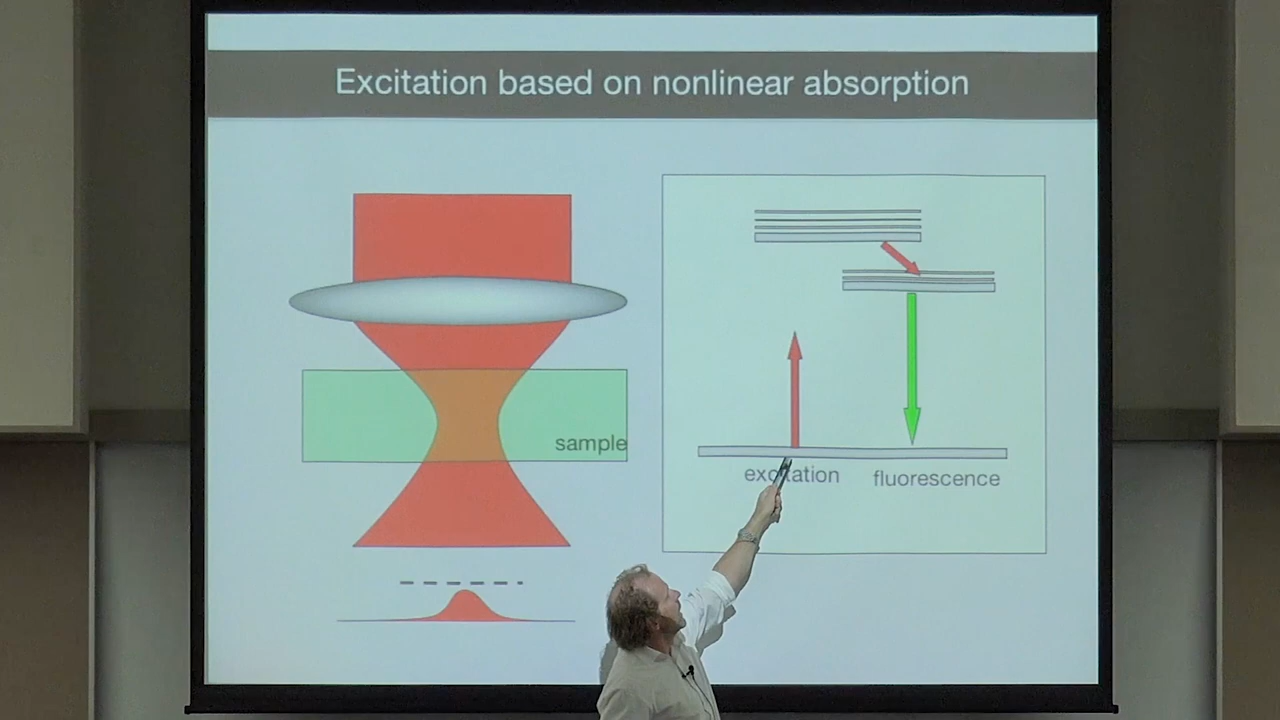 Excitation based on nonlinear absorption
sample
excitation
fluorescence